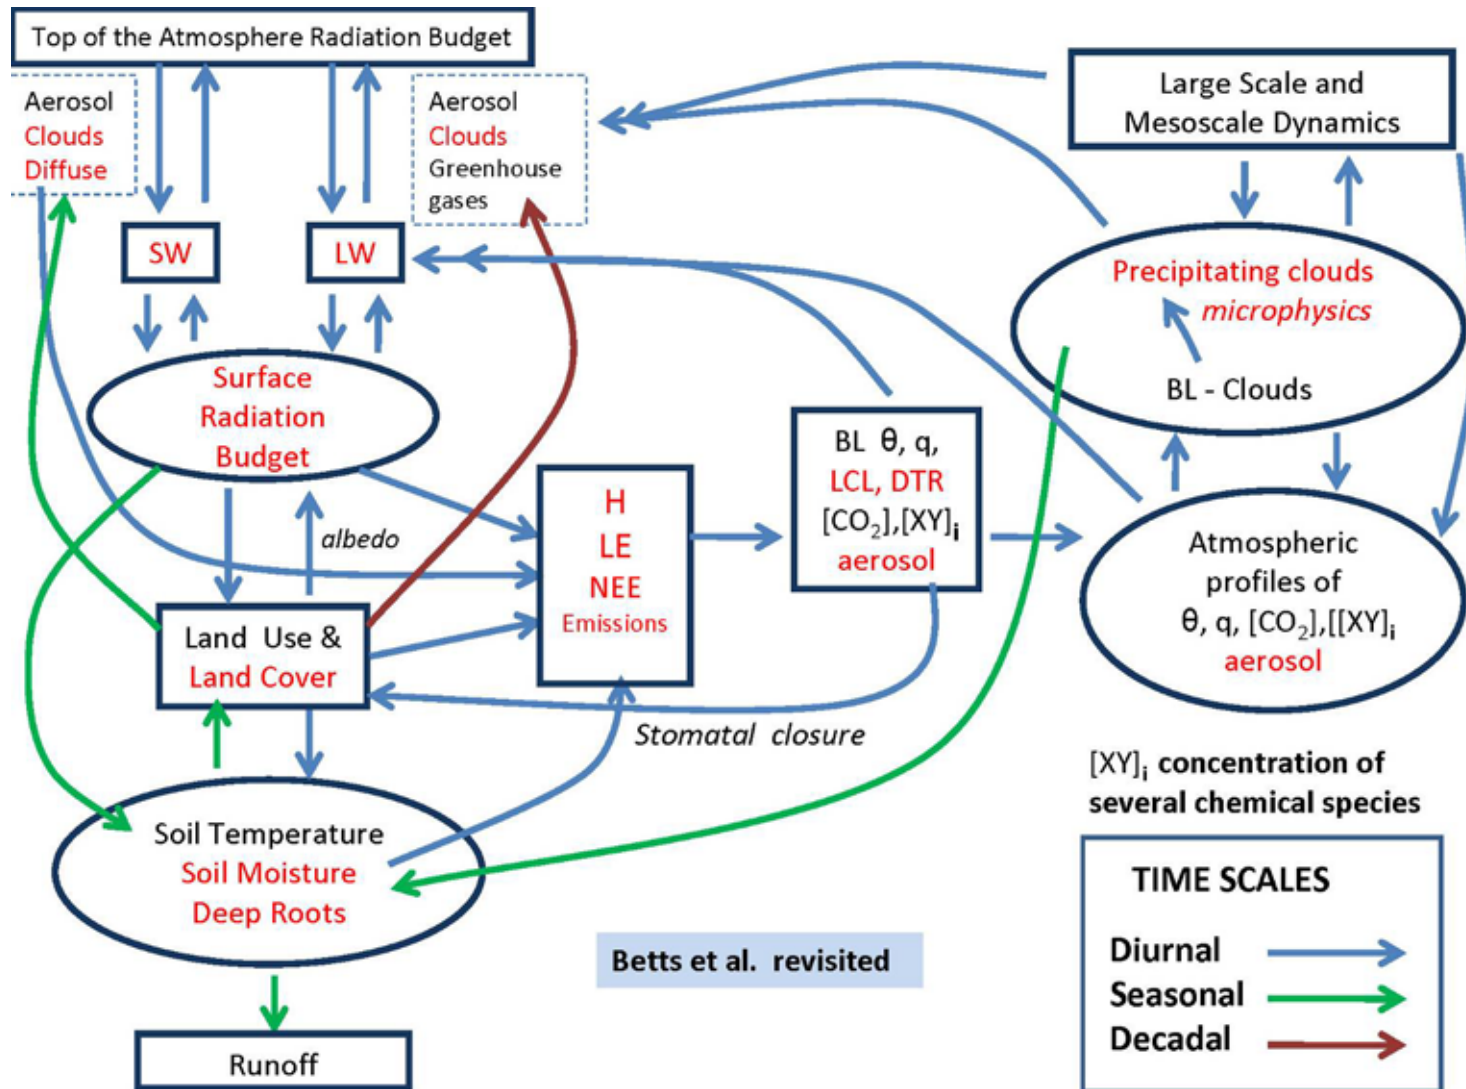 Top of the Atmosphere Radiation Budget
Aerosol
Clouds
Diffuse
Aerosol
Clouds
Greenhouse
gases
Large Scale and
Mesoscale Dynamics
SW
LW
Precipitating clouds
microphysics
BL - Clouds
Surface
Radiation
Budget
albedo
H
LE
NEE
Emissions
BL θ, q,
LCL, DTR
[CO₂],[XY]ᵢ
aerosol
Atmospheric
profiles of
θ, q, [CO₂],[[XY]ᵢ
aerosol
Land Use &
Land Cover
Stomatal closure
Soil Temperature
Soil Moisture
Deep Roots
Runoff
Betts et al. revisited
[XY]ᵢ concentration of
several chemical species
TIME SCALES
Diurnal
Seasonal
Decadal